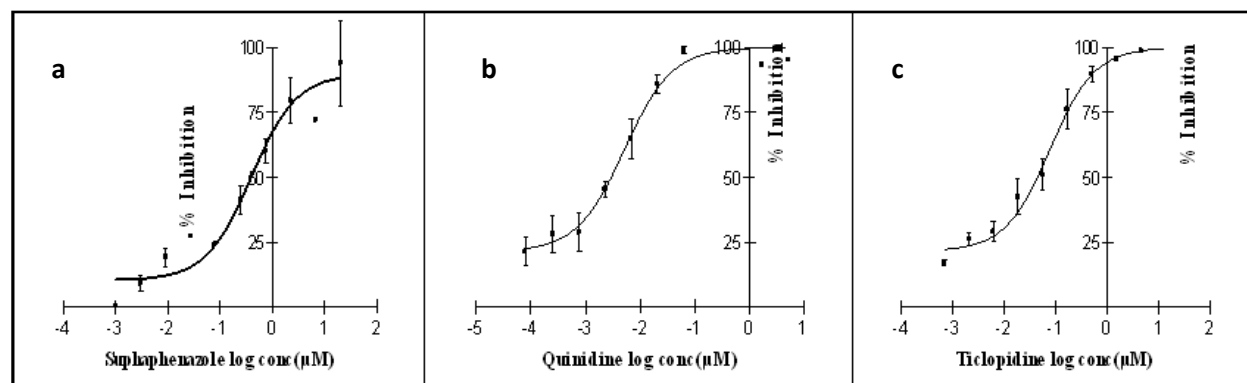 a
% Inhibition
100
75
50
25
-4 -3 -2 -1 0 1 2
Suphaphenazole log conc(µM)
b
% Inhibition
100
75
50
25
-5 -4 -3 -2 -1 0 1
Quinidine log conc(µM)
c
% Inhibition
100
75
50
25
-4 -3 -2 -1 0 1 2
Ticlopidine log conc(µM)